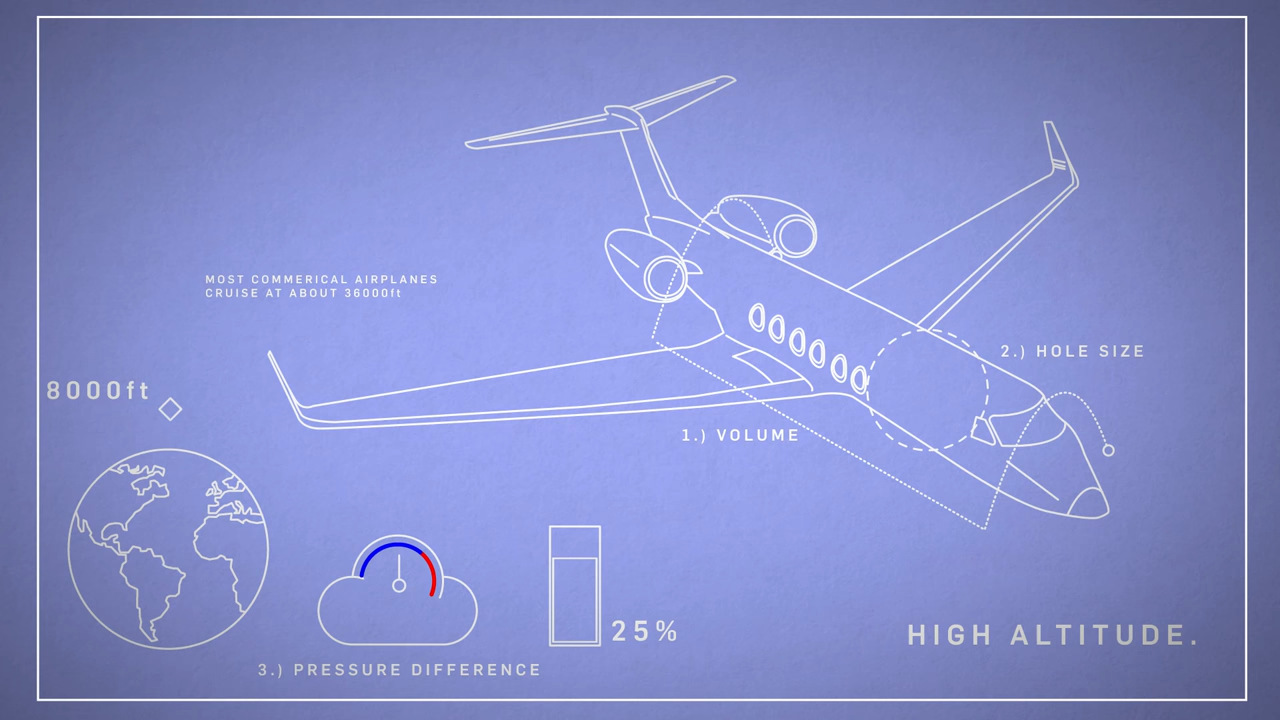 MOST COMMERICAL AIRPLANES
CRUISE AT ABOUT 36000ft
2.) HOLE SIZE
8000ft
1.) VOLUME
25%
HIGH ALTITUDE.
3.) PRESSURE DIFFERENCE